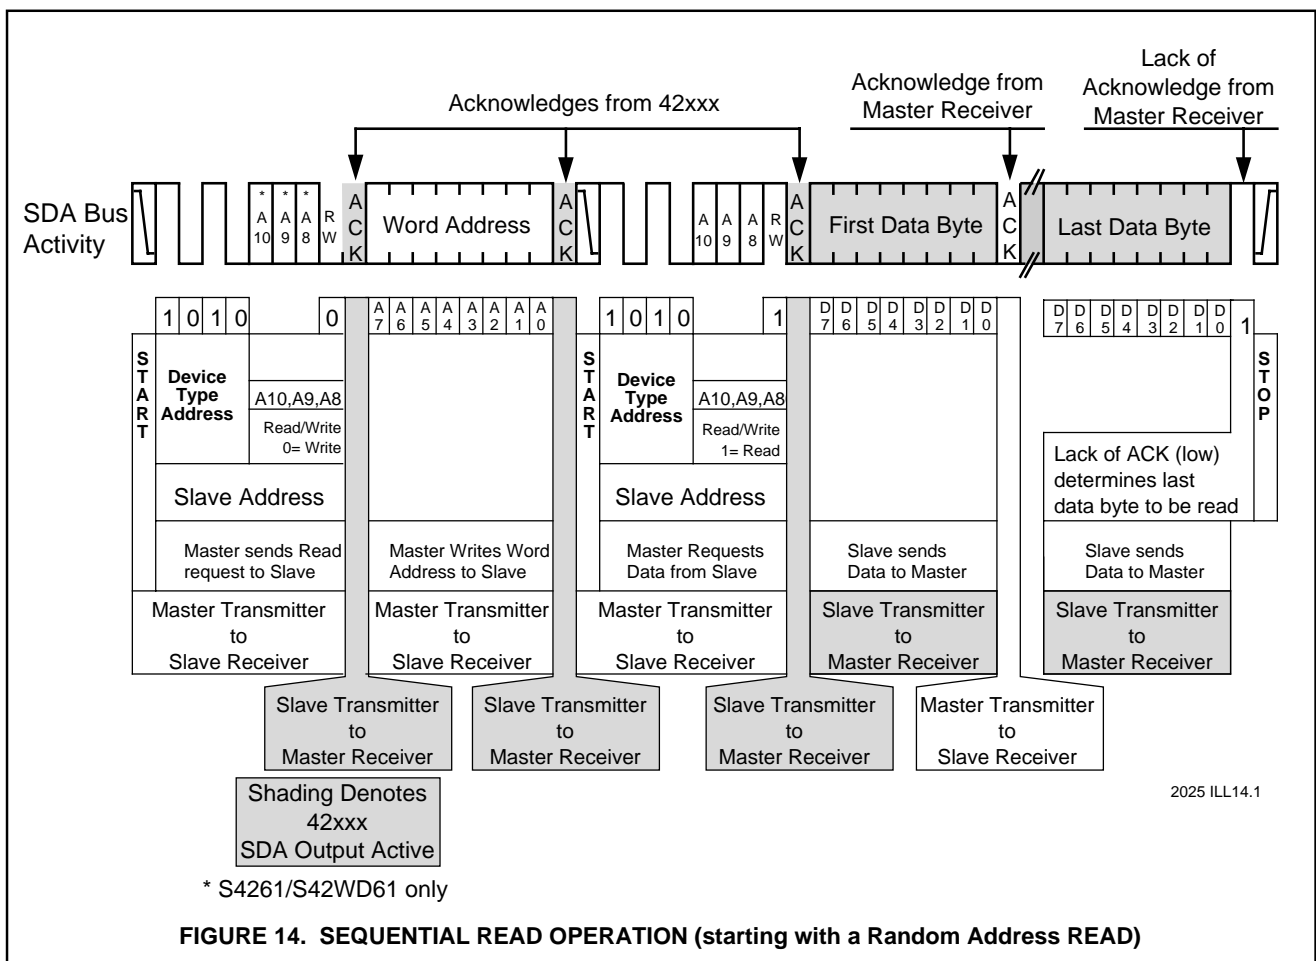 Acknowledges from 42xxx
Acknowledge from
Master Receiver
Lack of
Acknowledge from
Master Receiver
SDA Bus
Activity
* A 10
* A 9
* A 8
R W
A C K
Word Address
A C K
A 10
A 9
A 8
R W
A C K
First Data Byte
A C K
Last Data Byte
1 0 1 0
0
A 7
A 6
A 5
A 4
A 3
A 2
A 1
A 0
1 0 1 0
1
D 7
D 6
D 5
D 4
D 3
D 2
D 1
D 0
D 7
D 6
D 5
D 4
D 3
D 2
D 1
D 0
1
START
Device
Type
Address
A10,A9,A8
Read/Write
0= Write
Slave Address
START
Device
Type
Address
A10,A9,A8
Read/Write
1= Read
Slave Address
STOP
Lack of ACK (low)
determines last
data byte to be read
Master sends Read
request to Slave
Master Writes Word
Address to Slave
Master Requests
Data from Slave
Slave sends
Data to Master
Slave sends
Data to Master
Master Transmitter
to
Slave Receiver
Master Transmitter
to
Slave Receiver
Master Transmitter
to
Slave Receiver
Slave Transmitter
to
Master Receiver
Slave Transmitter
to
Master Receiver
Slave Transmitter
to
Master Receiver
Slave Transmitter
to
Master Receiver
Slave Transmitter
to
Master Receiver
Master Transmitter
to
Slave Receiver
Shading Denotes
42xxx
SDA Output Active
2025 ILL14.1
* S4261/S42WD61 only
FIGURE 14. SEQUENTIAL READ OPERATION (starting with a Random Address READ)